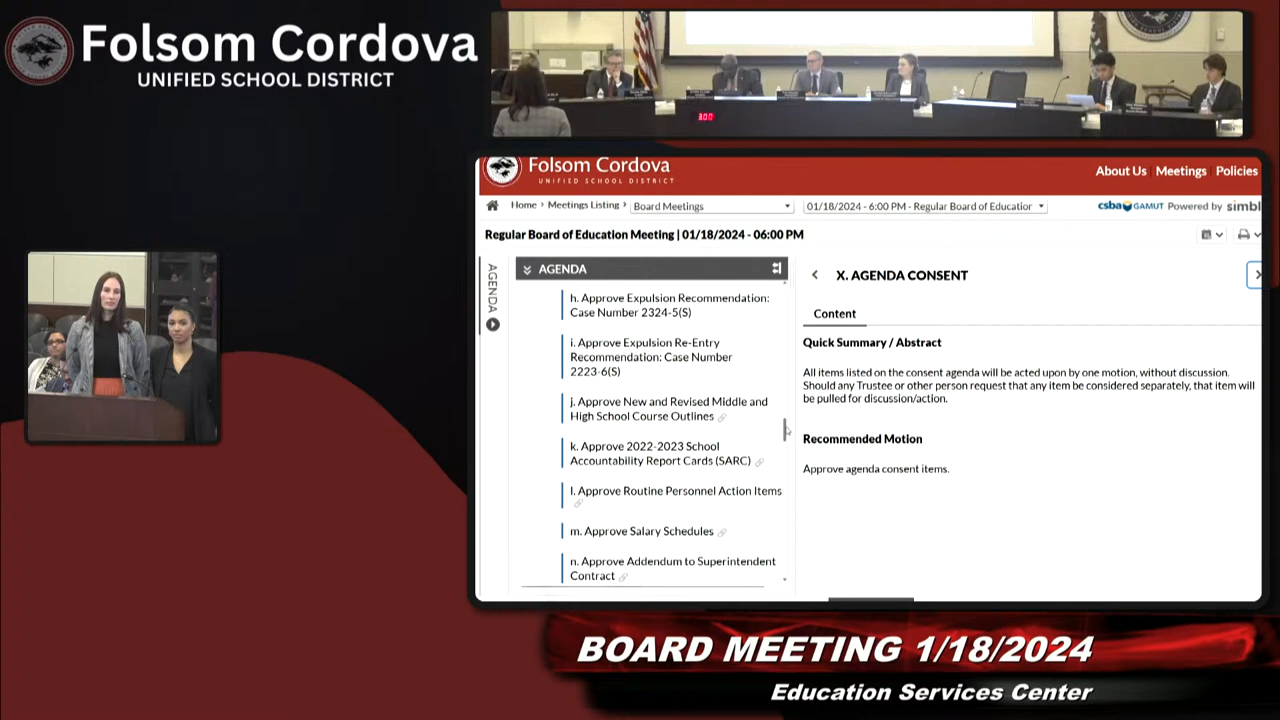 Folsom Cordova
UNIFIED SCHOOL DISTRICT
300
Folsom Cordova
UNIFIED SCHOOL DISTRICT
About Us Meetings Policies
Home › Meetings Listing › Board Meetings
01/18/2024 - 6:00 PM - Regular Board of Education
csba GAMUT Powered by simbl
Regular Board of Education Meeting | 01/18/2024 - 06:00 PM
AGENDA
AGENDA
h. Approve Expulsion Recommendation:
Case Number 2324-5(S)
i. Approve Expulsion Re-Entry
Recommendation: Case Number
2223-6(S)
j. Approve New and Revised Middle and
High School Course Outlines
k. Approve 2022-2023 School
Accountability Report Cards (SARC)
l. Approve Routine Personnel Action Items
m. Approve Salary Schedules
n. Approve Addendum to Superintendent
Contract
X. AGENDA CONSENT
Content
Quick Summary / Abstract
All items listed on the consent agenda will be acted upon by one motion, without discussion.
Should any Trustee or other person request that any item be considered separately, that item will
be pulled for discussion/action.
Recommended Motion
Approve agenda consent items.
BOARD MEETING 1/18/2024
Education Services Center